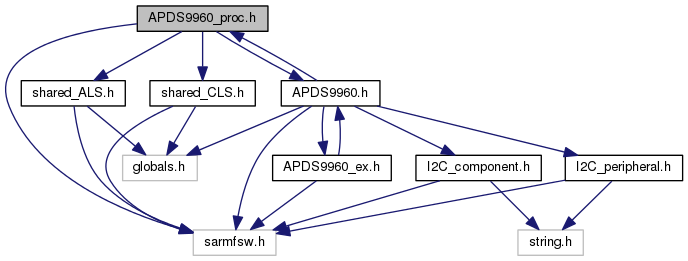 APDS9960_proc.h
shared_ALS.h
shared_CLS.h
APDS9960.h
globals.h
APDS9960_ex.h
I2C_component.h
I2C_peripheral.h
sarmfsw.h
string.h